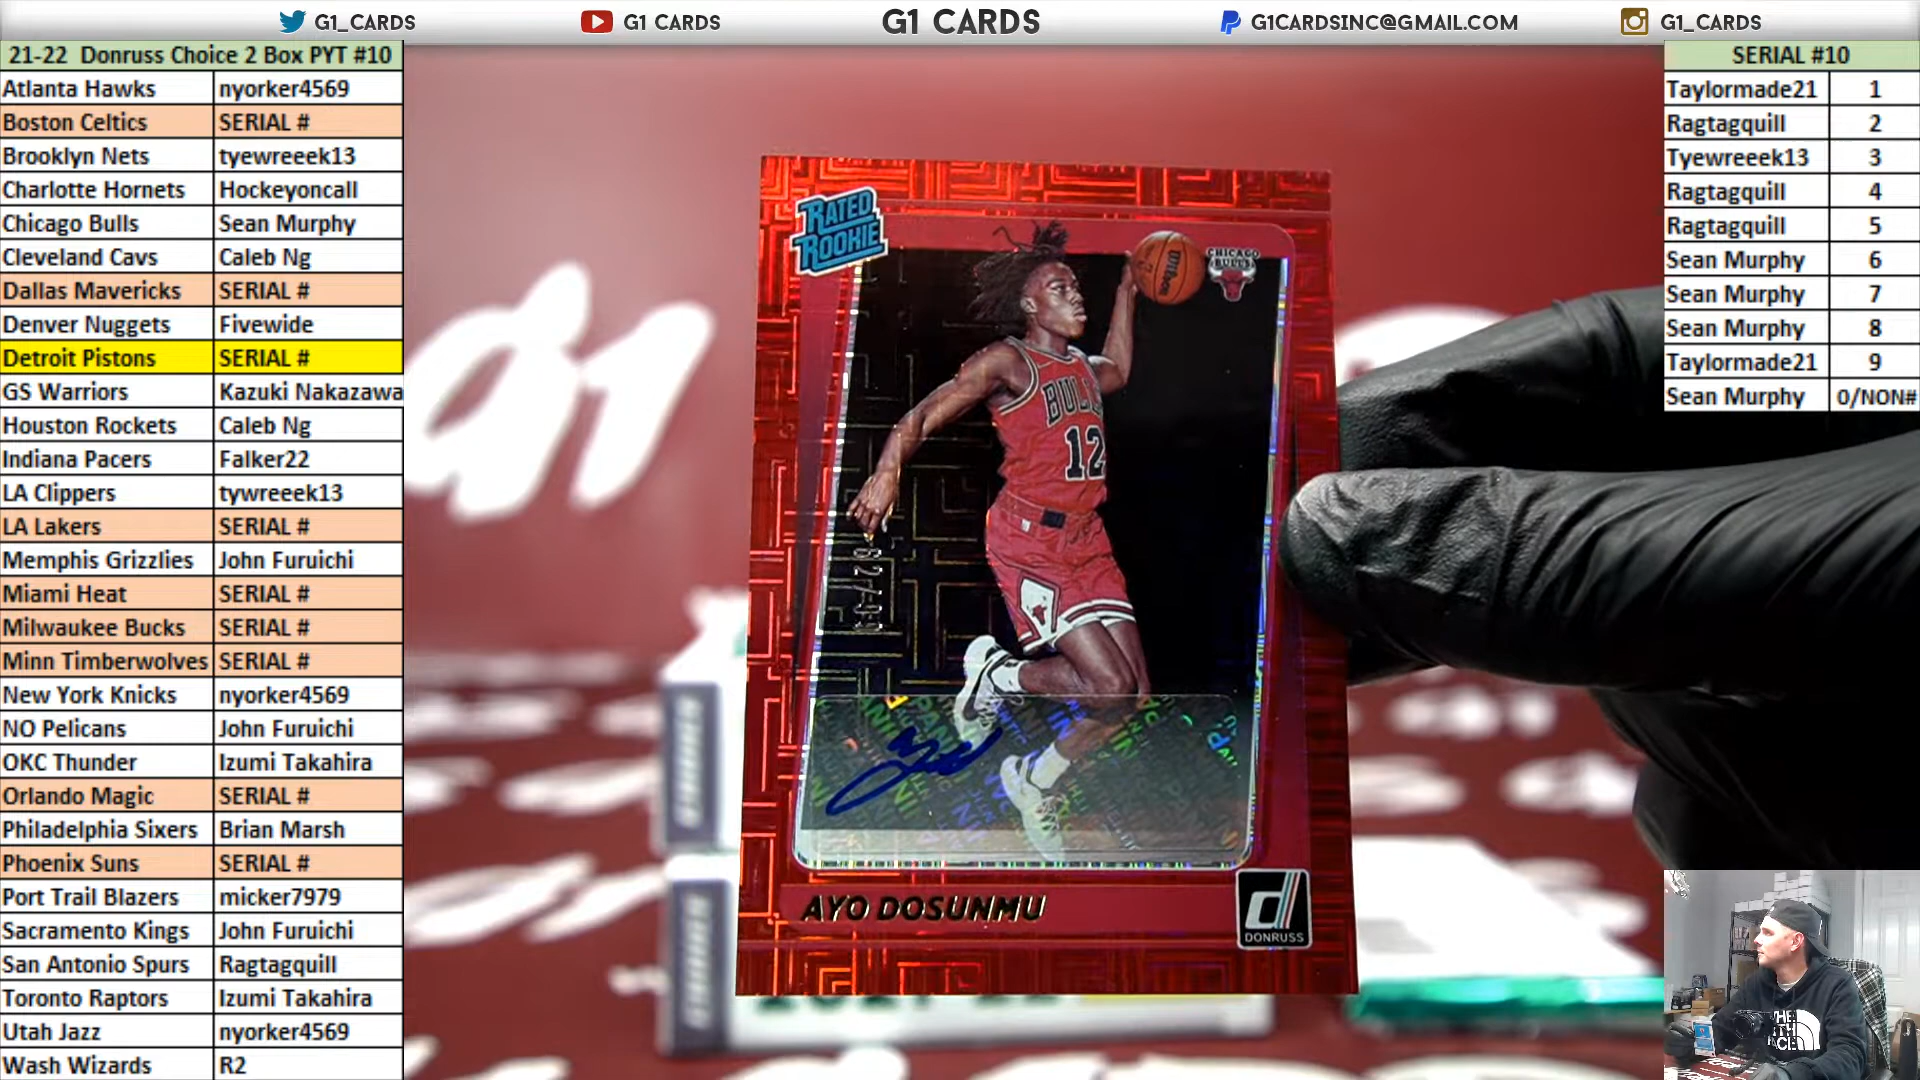 G1_CARDS G1 CARDS G1 CARDS G1CARDSINC@GMAIL.COM G1_CARDS
21-22 Donruss Choice 2 Box PYT #10
Atlanta Hawks nyorker4569
Boston Celtics SERIAL #
Brooklyn Nets tyewreeek13
Charlotte Hornets Hockeyoncall
Chicago Bulls Sean Murphy
Cleveland Cavs Caleb Ng
Dallas Mavericks SERIAL #
Denver Nuggets Fivewide
Detroit Pistons SERIAL #
GS Warriors Kazuki Nakazawa
Houston Rockets Caleb Ng
Indiana Pacers Falker22
LA Clippers tywreeek13
LA Lakers SERIAL #
Memphis Grizzlies John Furuichi
Miami Heat SERIAL #
Milwaukee Bucks SERIAL #
Minn Timberwolves SERIAL #
New York Knicks nyorker4569
NO Pelicans John Furuichi
OKC Thunder Izumi Takahira
Orlando Magic SERIAL #
Philadelphia Sixers Brian Marsh
Phoenix Suns SERIAL #
Port Trail Blazers micker7979
Sacramento Kings John Furuichi
San Antonio Spurs Ragtagquill
Toronto Raptors Izumi Takahira
Utah Jazz nyorker4569
Wash Wizards R2
RATED
ROOKIE
CHICAGO
BULLS
BULL
12
AYO DOSUNMU
DONRUSS
SERIAL #10
Taylormade21 1
Ragtagquill 2
Tyewreeek13 3
Ragtagquill 4
Ragtagquill 5
Sean Murphy 6
Sean Murphy 7
Sean Murphy 8
Taylormade21 9
Sean Murphy 0/NON#